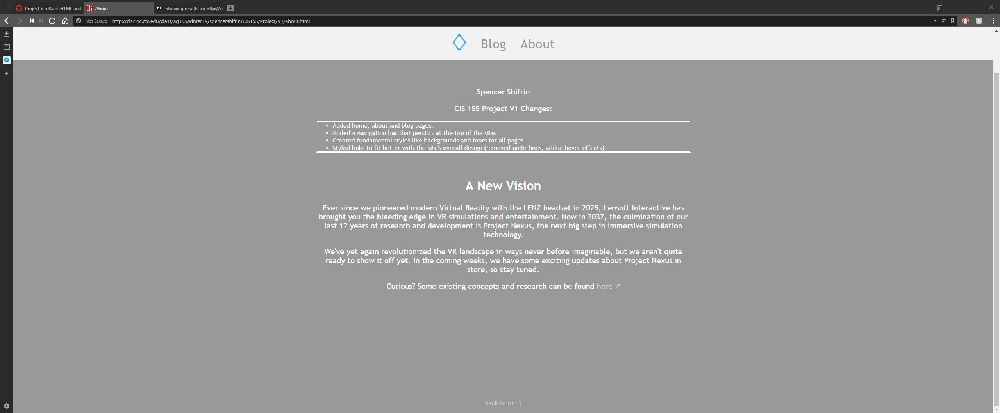 Project V1: Basic HTML and
About
Showing results for http://ci
Not Secure
http://cis2.oc.ctc.edu/class/ag155.winter19/spencershifrin/CIS155/Project/V1/about.html
Blog
About
Spencer Shifrin
CIS 155 Project V1 Changes:
• Added home, about and blog pages.
• Added a navigation bar that persists at the top of the site.
• Created fundamental styles like backgrounds and fonts for all pages.
• Styled links to fit better with the site's overall design (removed underlines, added hover effects).
A New Vision
Ever since we pioneered modern Virtual Reality with the LENZ headset in 2025, Lensoft Interactive has
brought you the bleeding edge in VR simulations and entertainment. Now in 2037, the culmination of our
last 12 years of research and development is Project Nexus, the next big step in immersive simulation
technology.
We've yet again revolutionized the VR landscape in ways never before imaginable, but we aren't quite
ready to show it off yet. In the coming weeks, we have some exciting updates about Project Nexus in
store, so stay tuned.
Curious? Some existing concepts and research can be found here ↗
Back to top ↑